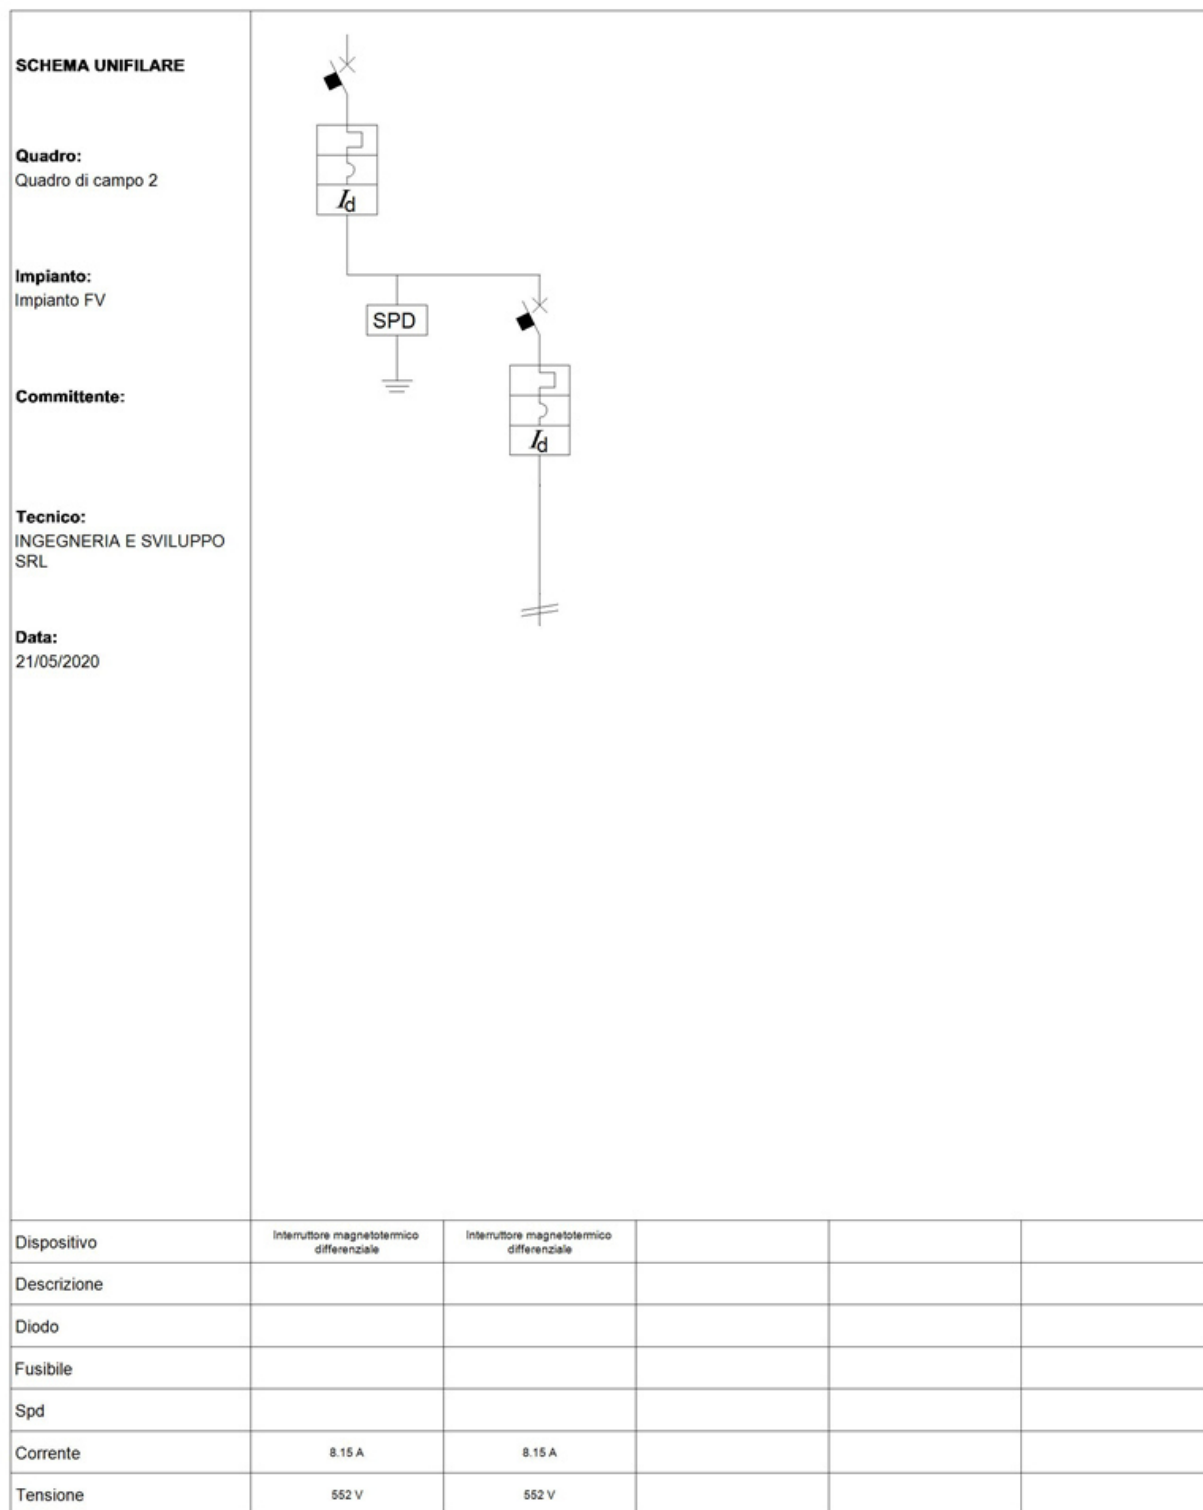 SCHEMA UNIFILARE
Quadro:
Quadro di campo 2
Impianto:
Impianto FV
Committente:
Tecnico:
INGEGNERIA E SVILUPPO
SRL
Data:
21/05/2020
Id
SPD
Id
Dispositivo
Interruttore magnetotermico
differenziale
Interruttore magnetotermico
differenziale
Descrizione
Diodo
Fusibile
Spd
Corrente 8.15 A 8.15 A
Tensione 552 V 552 V